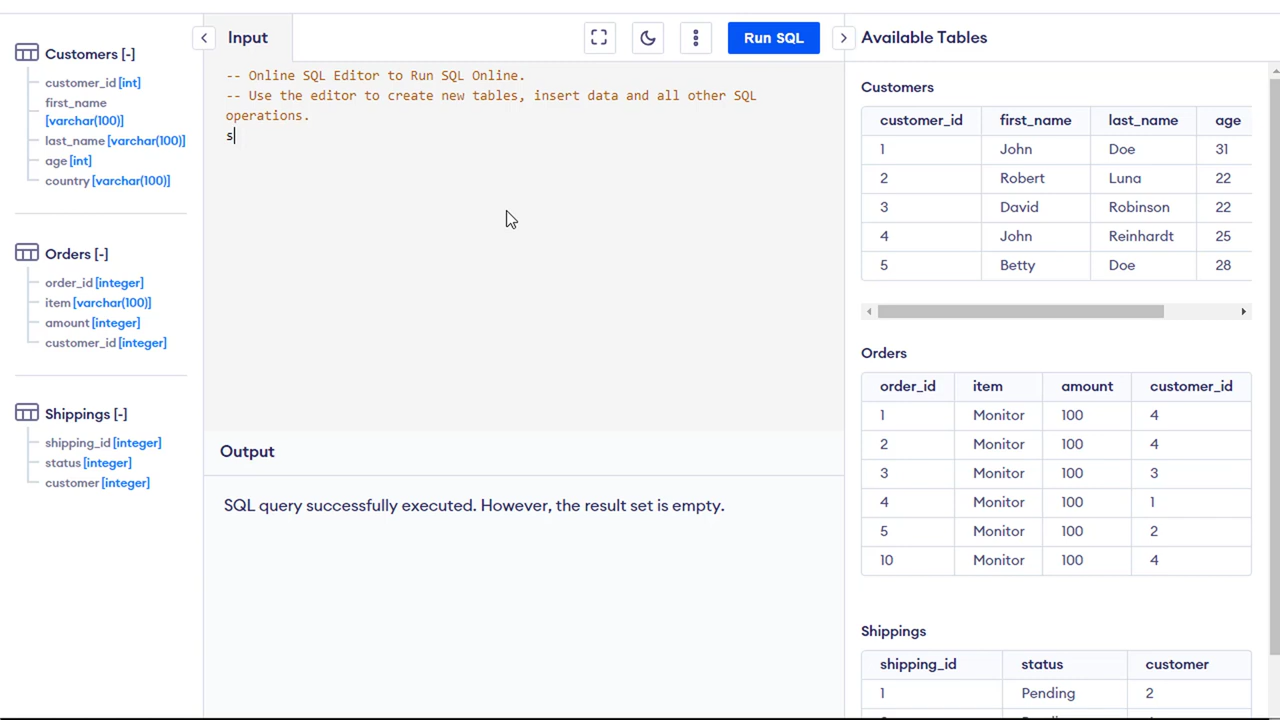 Customers [-]
customer_id [int]
first_name
[varchar(100)]
last_name [varchar(100)]
age [int]
country [varchar(100)]
Orders [-]
order_id [integer]
item [varchar(100)]
amount [integer]
customer_id [integer]
Shippings [-]
shipping_id [integer]
status [integer]
customer [integer]
Input
Run SQL
-- Online SQL Editor to Run SQL Online.
-- Use the editor to create new tables, insert data and all other SQL
operations.
s
Output
SQL query successfully executed. However, the result set is empty.
Available Tables
Customers
customer_id first_name last_name age
1 John Doe 31
2 Robert Luna 22
3 David Robinson 22
4 John Reinhardt 25
5 Betty Doe 28
Orders
order_id item amount customer_id
1 Monitor 100 4
2 Monitor 100 4
3 Monitor 100 3
4 Monitor 100 1
5 Monitor 100 2
10 Monitor 100 4
Shippings
shipping_id status customer
1 Pending 2